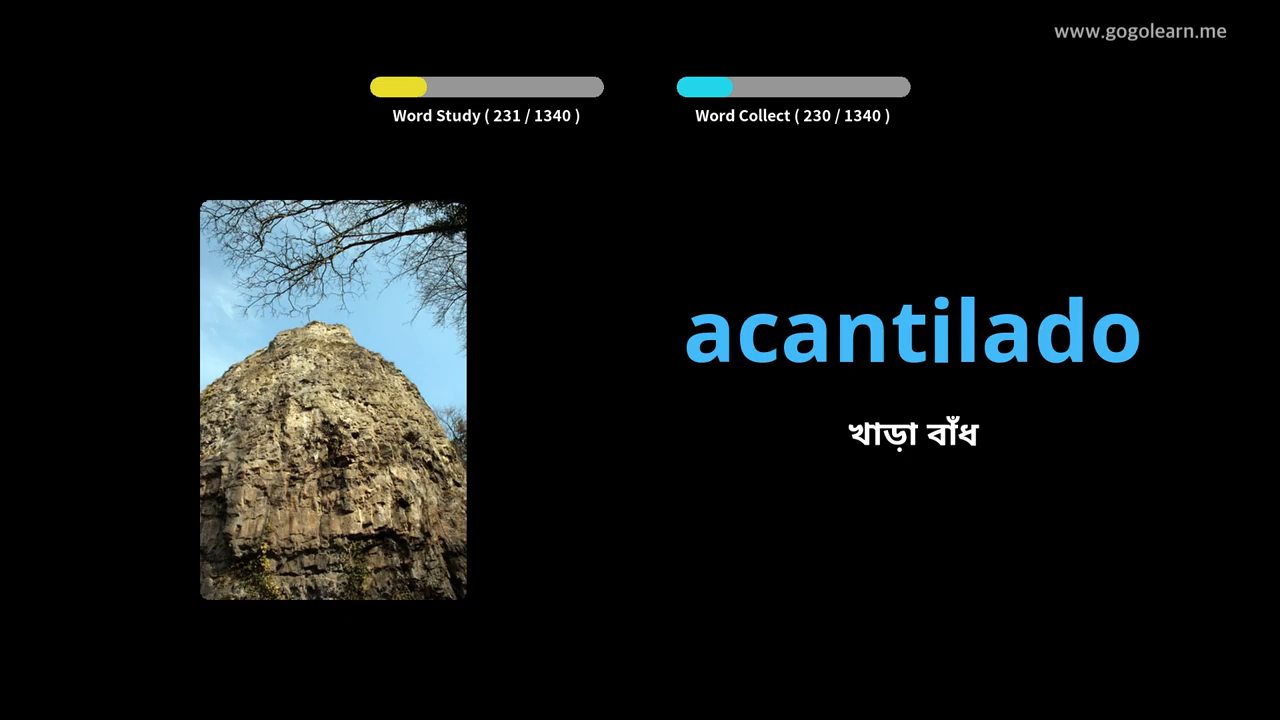 www.gogolearn.me
Word Study ( 231 / 1340 )
Word Collect ( 230 / 1340 )
acantilado
খাড়া বাঁধ